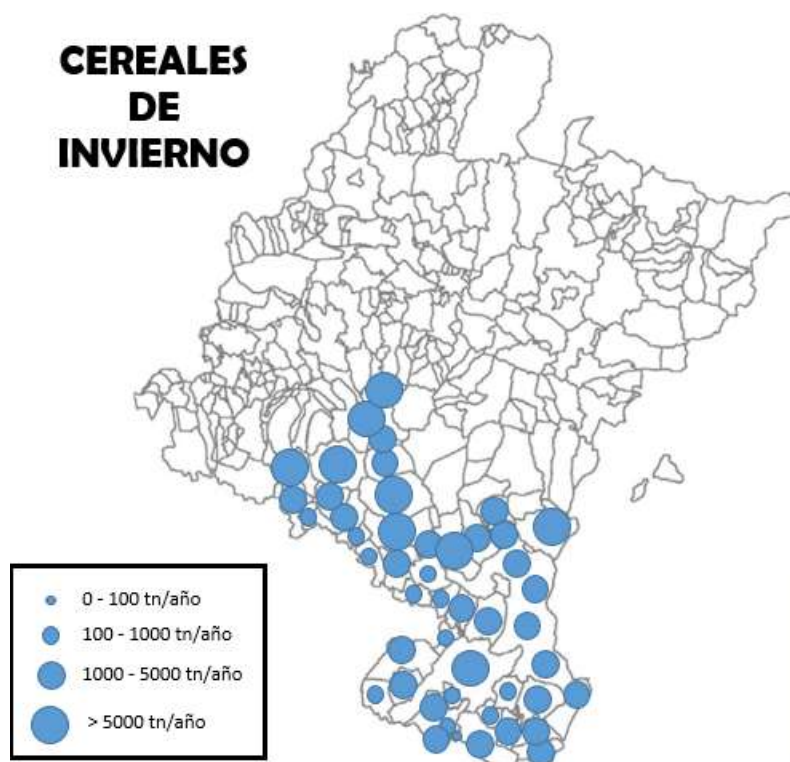 CEREALES
DE
INVIERNO
0 - 100 tn/año
100 - 1000 tn/año
1000 - 5000 tn/año
> 5000 tn/año